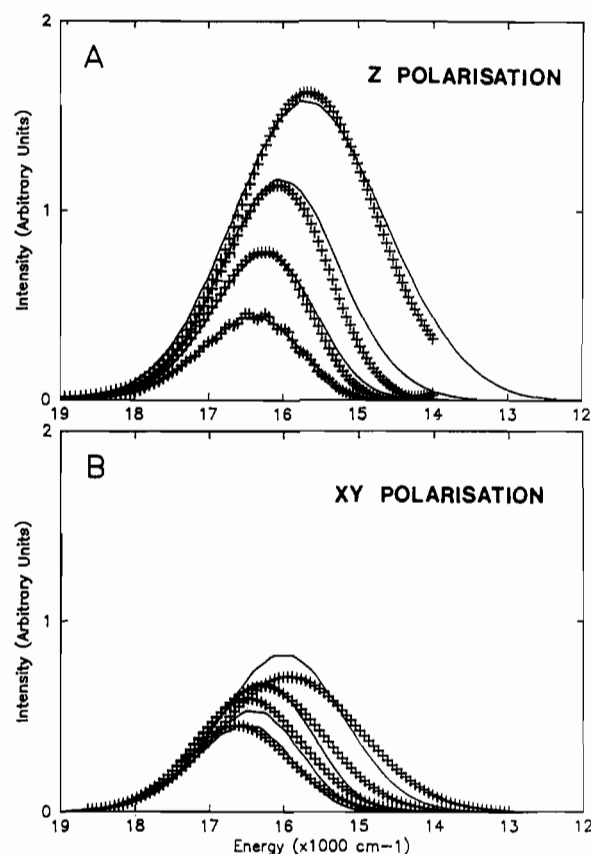 2
A
Z POLARISATION
Intensity (Arbitrary Units)
1
0
19 18 17 16 15 14 13 12
2
B
XY POLARISATION
Intensity (Arbitrary Units)
1
0
19 18 17 16 15 14 13 12
Energy (x1000 cm-1)